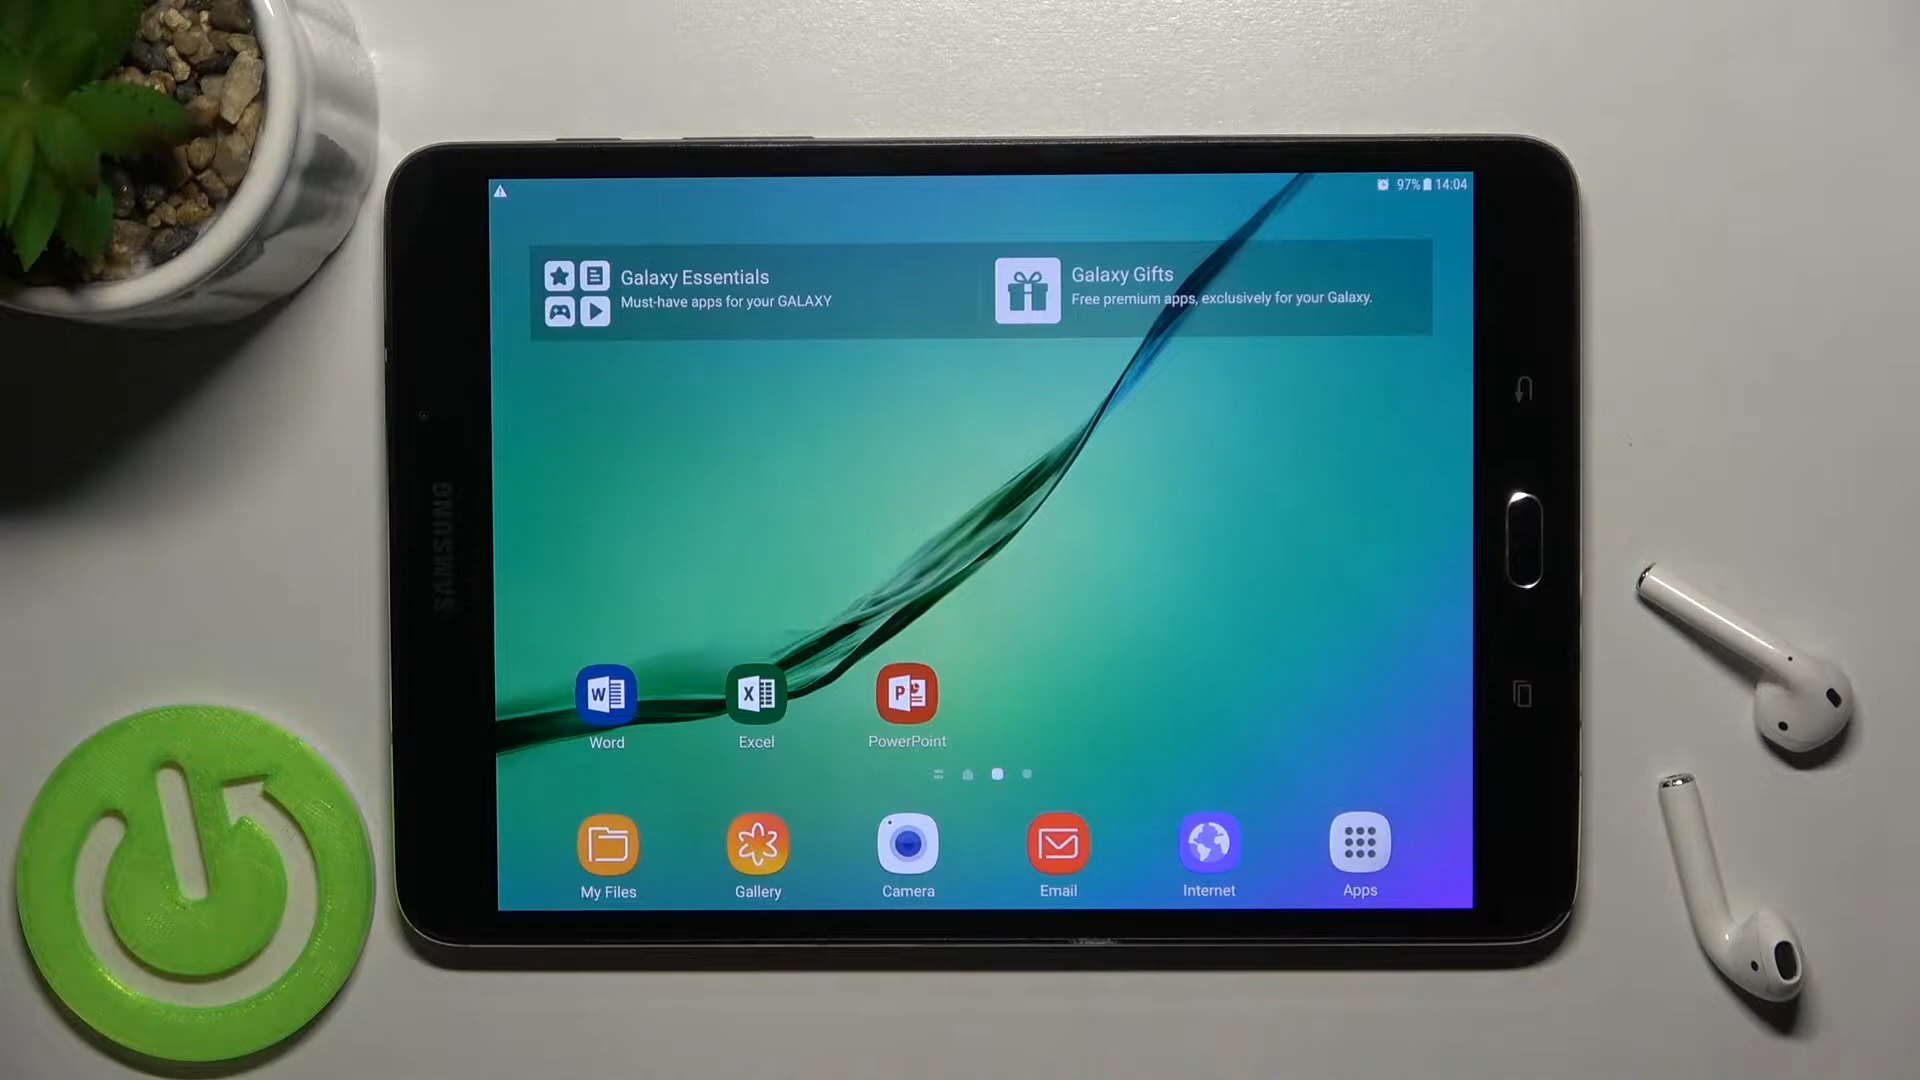 97% 14:04
Galaxy Essentials
Must-have apps for your GALAXY
Galaxy Gifts
Free premium apps, exclusively for your Galaxy.
SAMSUNG
W
X
P
Word
Excel
PowerPoint
My Files
Gallery
Camera
Email
Internet
Apps